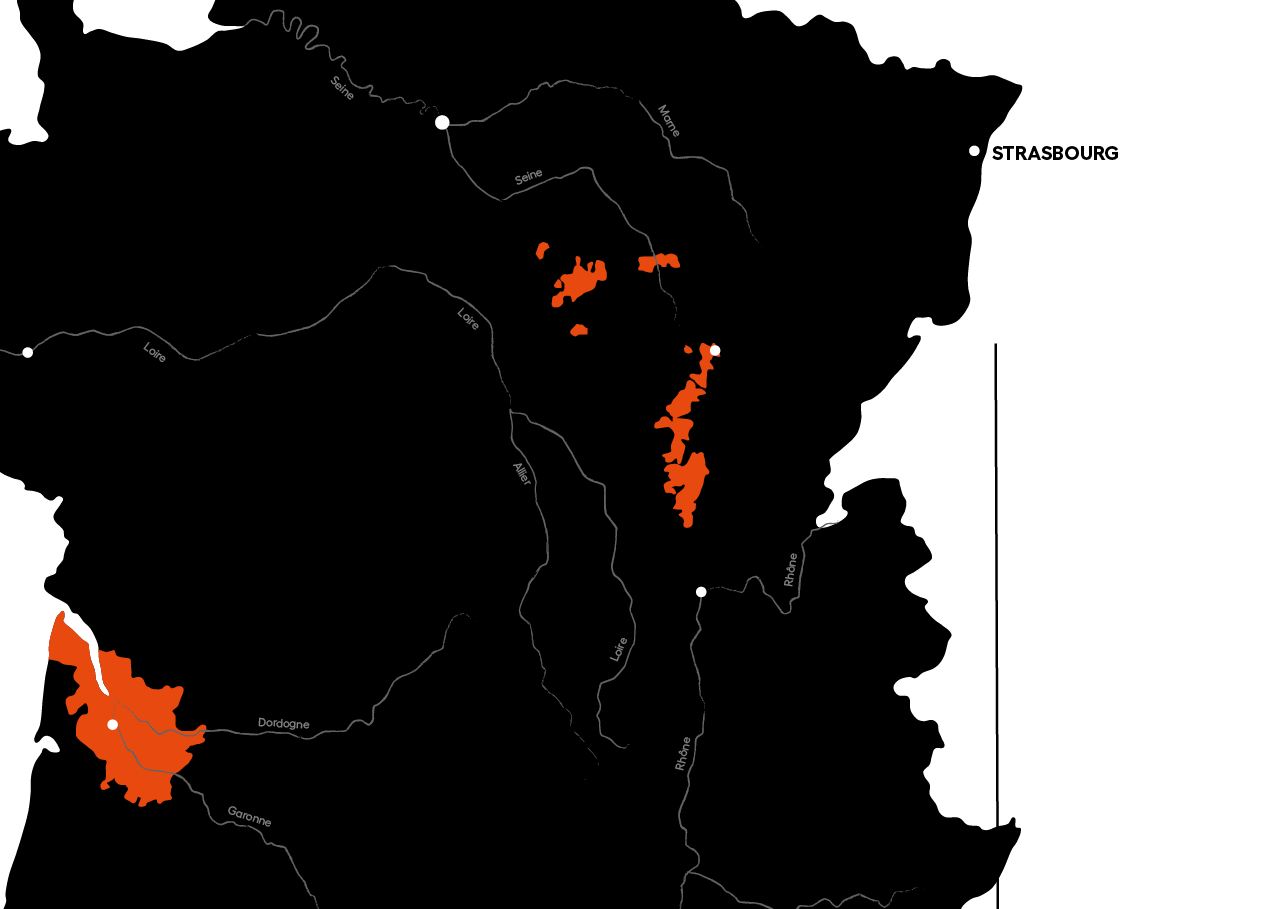 Seine
Marne
STRASBOURG
Seine
Loire
Loire
Allier
Rhône
Loire
Dordogne
Rhône
Garonne